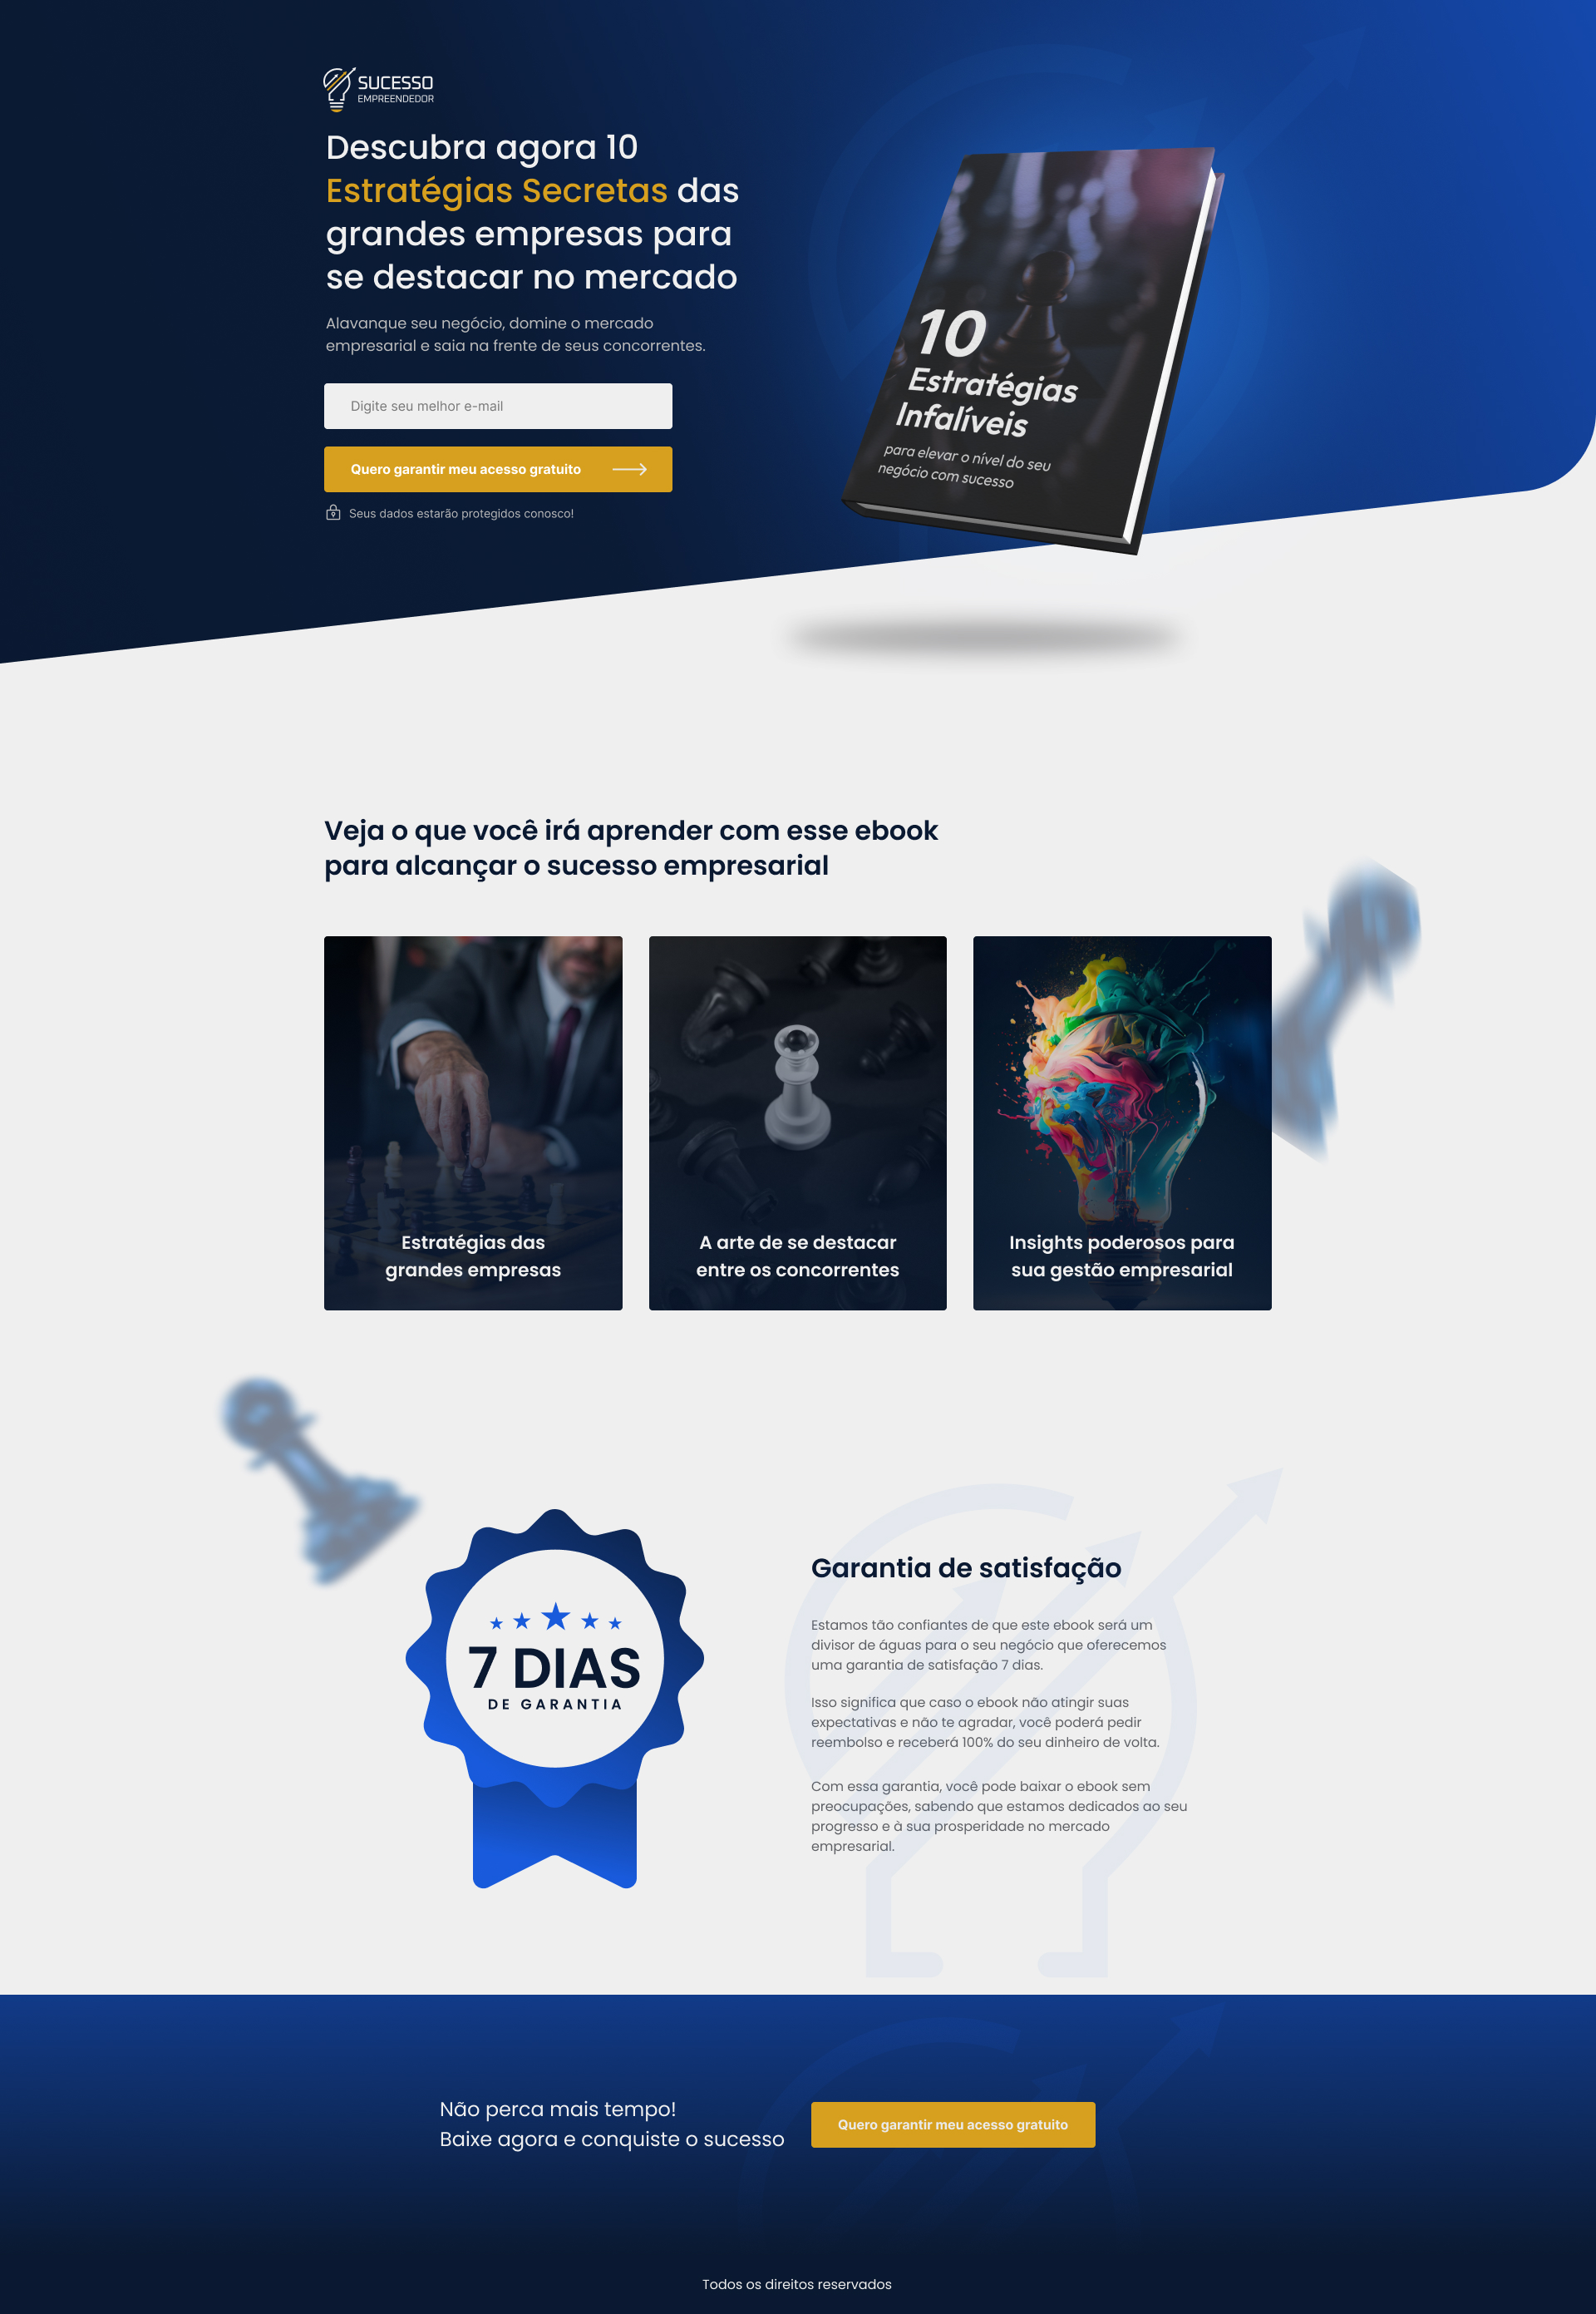 SUCESSO
EMPREENDEDOR
Descubra agora 10
Estratégias Secretas das
grandes empresas para
se destacar no mercado
Alavanque seu negócio, domine o mercado
empresarial e saia na frente de seus concorrentes.
Digite seu melhor e-mail
Quero garantir meu acesso gratuito
Seus dados estarão protegidos conosco!
10
Estratégias
Infalíveis
para elevar o nível do seu
negócio com sucesso
Veja o que você irá aprender com esse ebook
para alcançar o sucesso empresarial
Estratégias das
grandes empresas
A arte de se destacar
entre os concorrentes
Insights poderosos para
sua gestão empresarial
7 DIAS
DE GARANTIA
Garantia de satisfação
Estamos tão confiantes de que este ebook será um
divisor de águas para o seu negócio que oferecemos
uma garantia de satisfação 7 dias.
Isso significa que caso o ebook não atingir suas
expectativas e não te agradar, você poderá pedir
reembolso e receberá 100% do seu dinheiro de volta.
Com essa garantia, você pode baixar o ebook sem
preocupações, sabendo que estamos dedicados ao seu
progresso e à sua prosperidade no mercado
empresarial.
Não perca mais tempo!
Baixe agora e conquiste o sucesso
Quero garantir meu acesso gratuito
Todos os direitos reservados